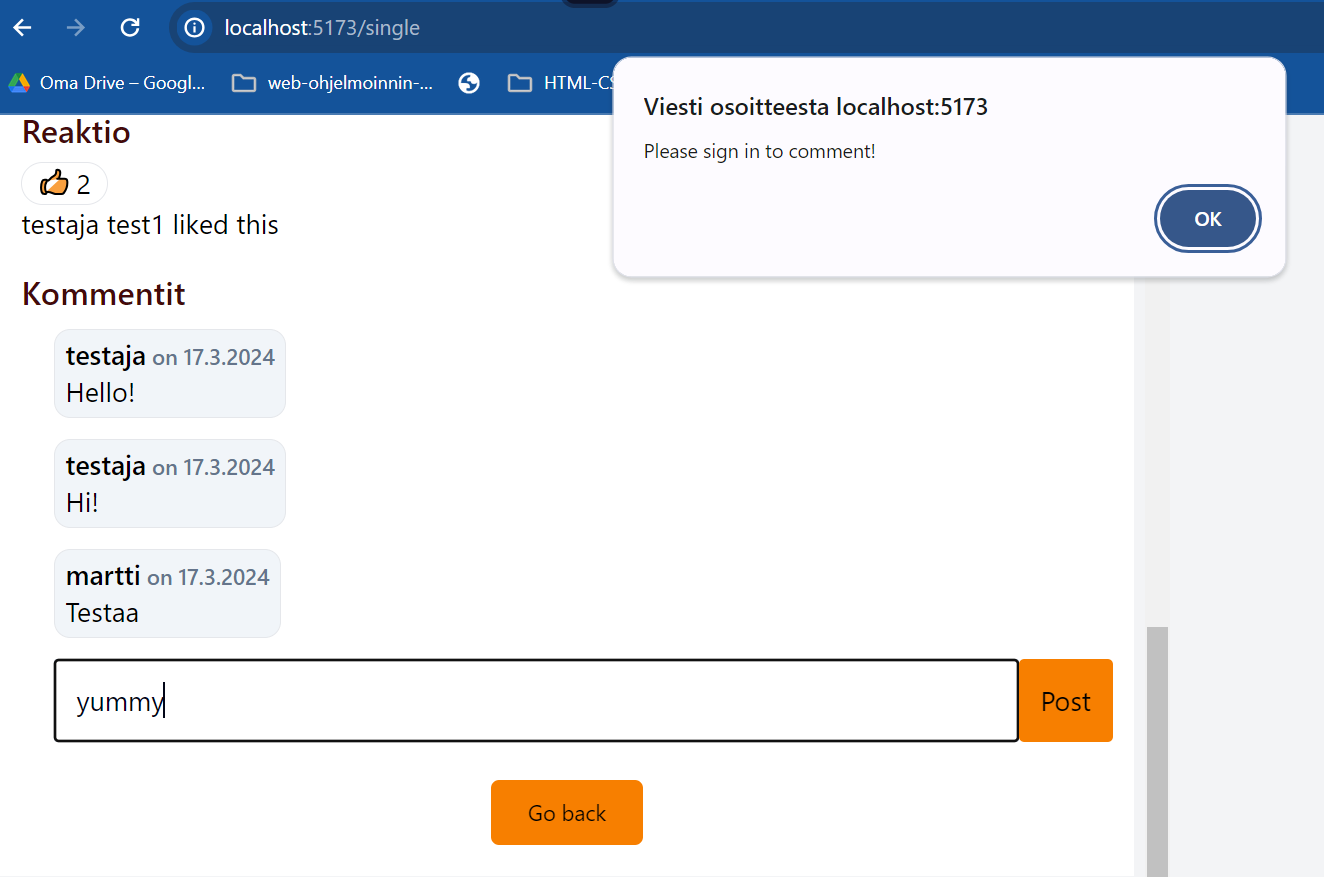 localhost:5173/single
Oma Drive – Googl... web-ohjelmoinnin-... HTML-CS
Viesti osoitteesta localhost:5173
Please sign in to comment!
OK
Reaktio
2
testaja test1 liked this
Kommentit
testaja on 17.3.2024
Hello!
testaja on 17.3.2024
Hi!
martti on 17.3.2024
Testaa
yummy
Post
Go back